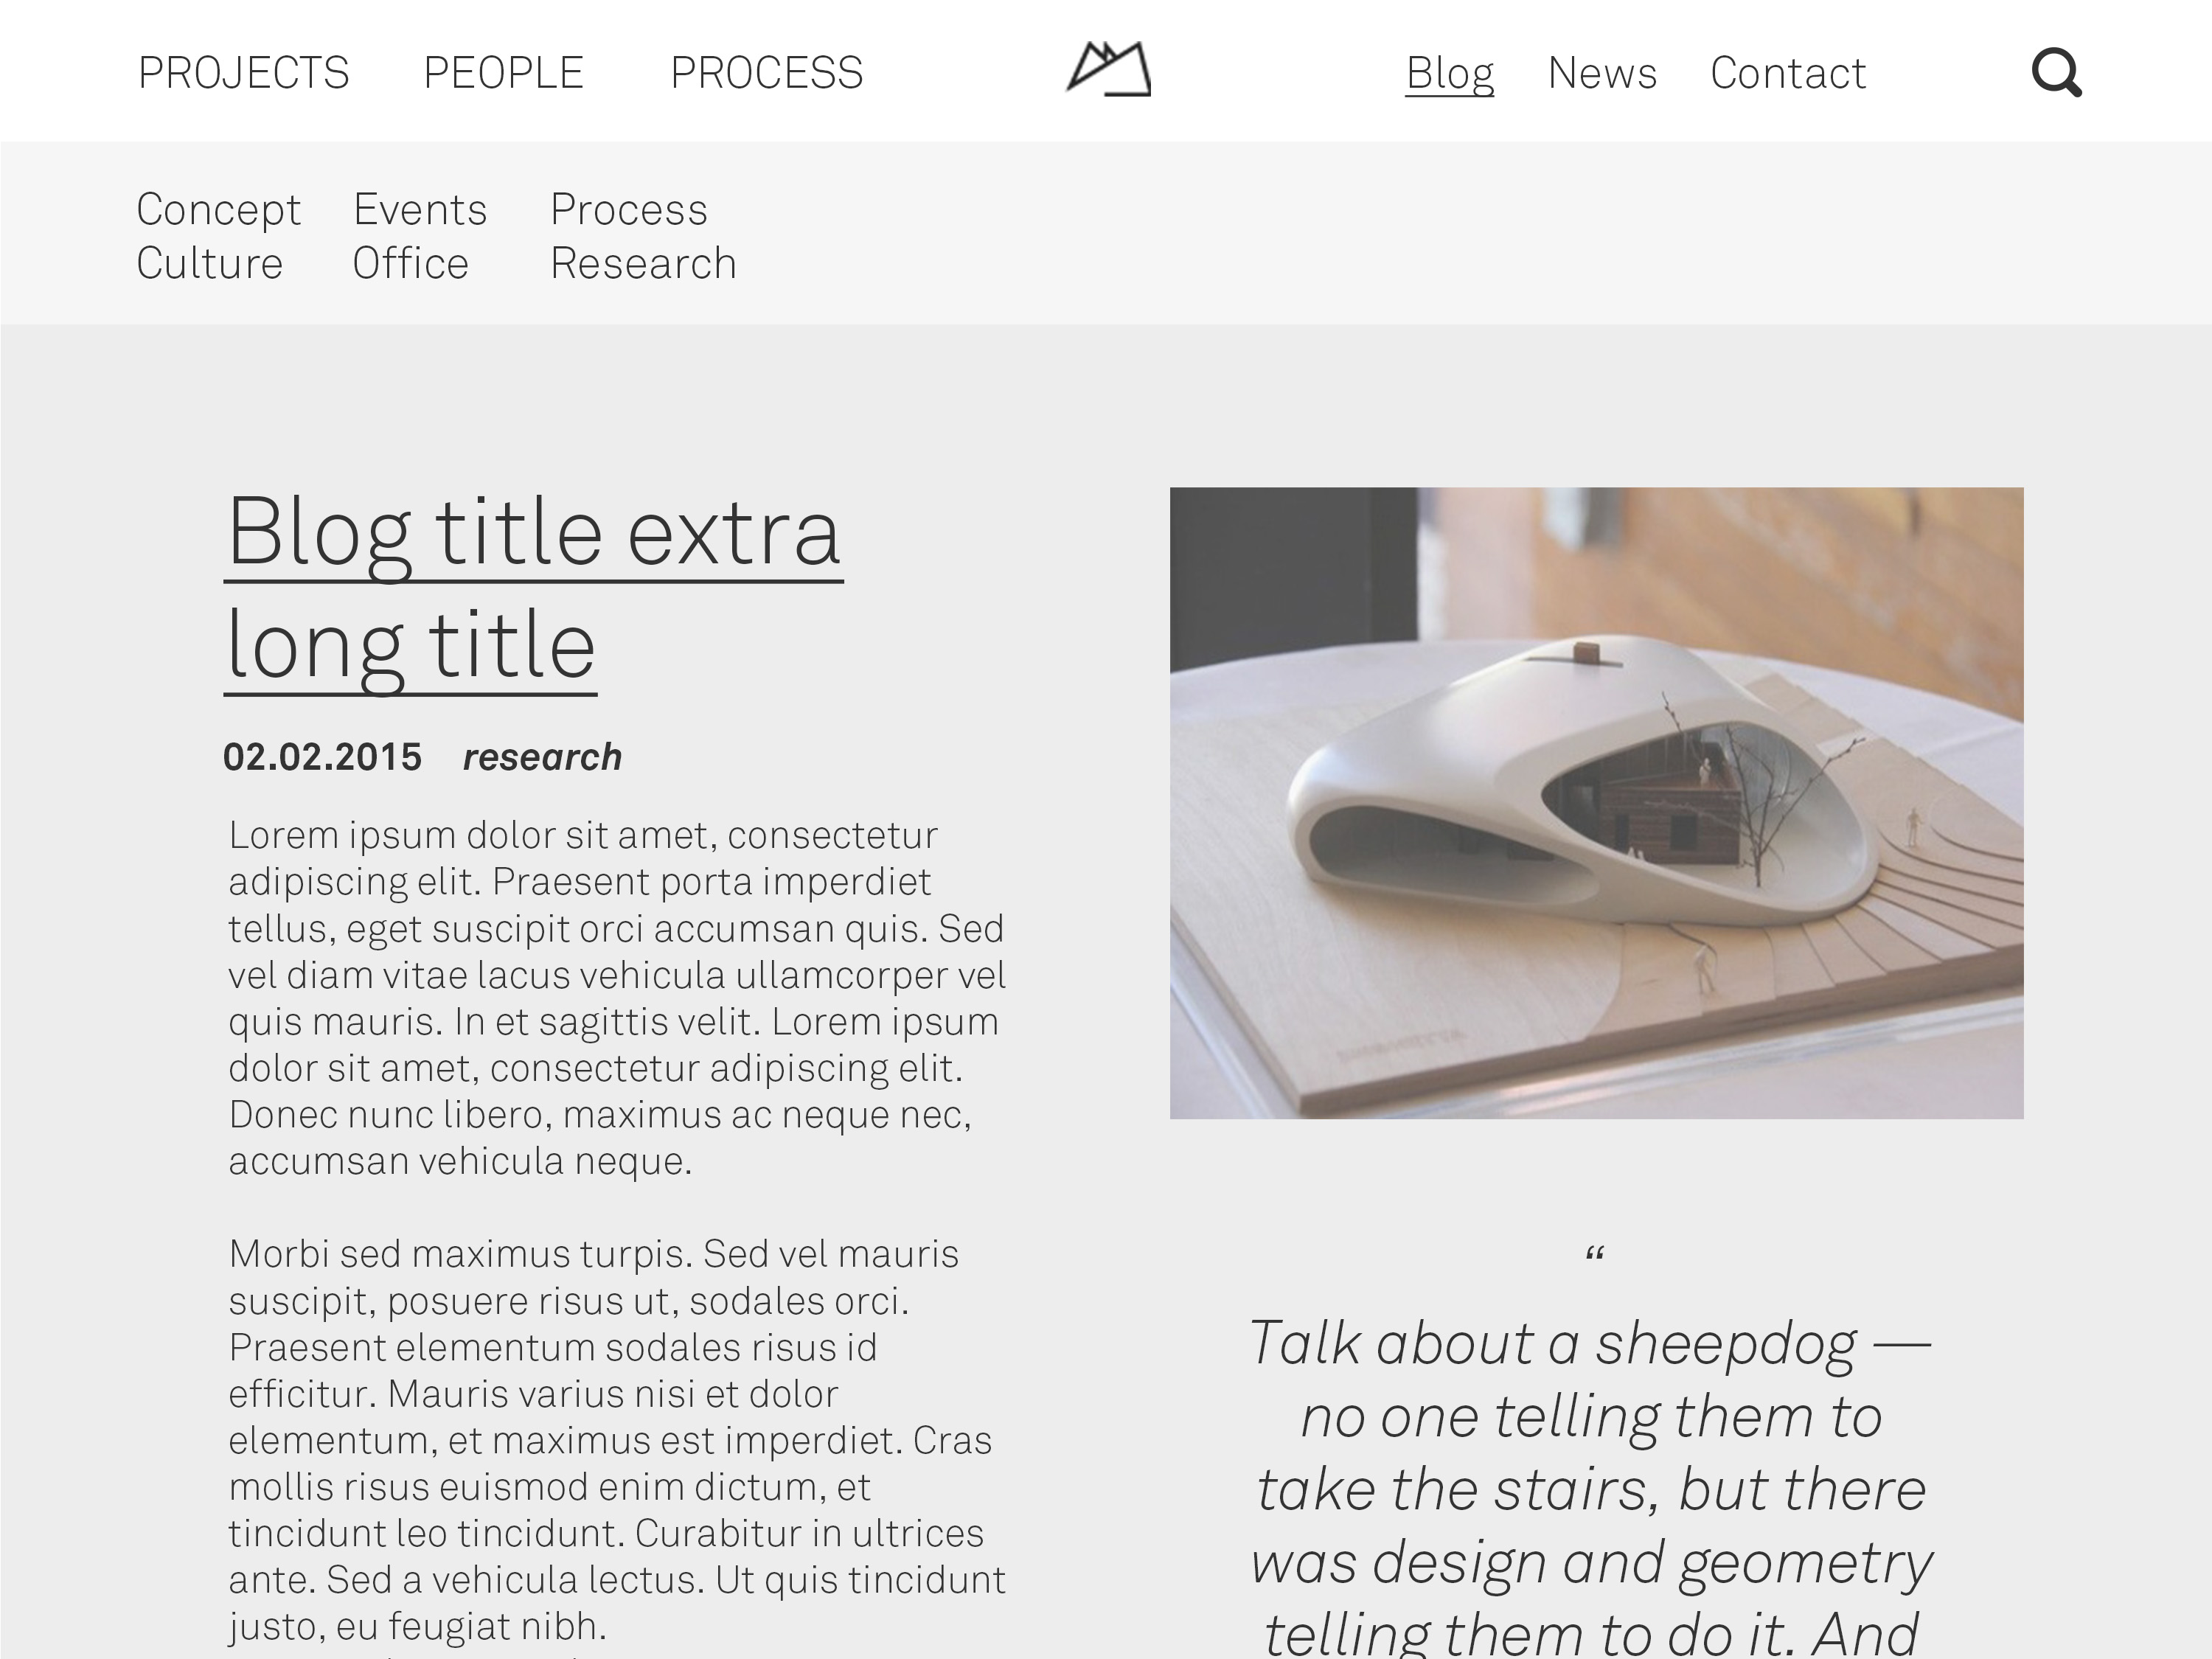 PROJECTS PEOPLE PROCESS Blog News Contact
Concept Events Process
Culture Office Research
Blog title extra
long title
02.02.2015 research
Lorem ipsum dolor sit amet, consectetur
adipiscing elit. Praesent porta imperdiet
tellus, eget suscipit orci accumsan quis. Sed
vel diam vitae lacus vehicula ullamcorper vel
quis mauris. In et sagittis velit. Lorem ipsum
dolor sit amet, consectetur adipiscing elit.
Donec nunc libero, maximus ac neque nec,
accumsan vehicula neque.
Morbi sed maximus turpis. Sed vel mauris
suscipit, posuere risus ut, sodales orci.
Praesent elementum sodales risus id
efficitur. Mauris varius nisi et dolor
elementum, et maximus est imperdiet. Cras
mollis risus euismod enim dictum, et
tincidunt leo tincidunt. Curabitur in ultrices
ante. Sed a vehicula lectus. Ut quis tincidunt
justo, eu feugiat nibh.
“
Talk about a sheepdog —
no one telling them to
take the stairs, but there
was design and geometry
telling them to do it. And